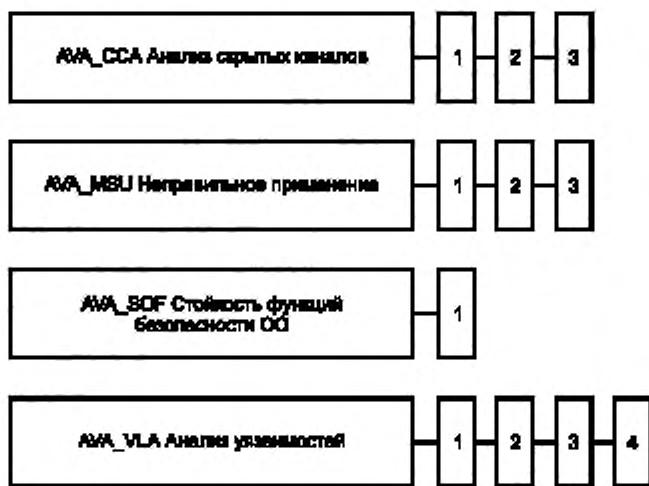 AVA_CCA Анализ скрытых каналов 1 2 3
AVA_MSU Неправильное применение 1 2 3
AVA_SOF Стойкость функций
безопасности ОО 1
AVA_VLA Анализ уязвимостей 1 2 3 4